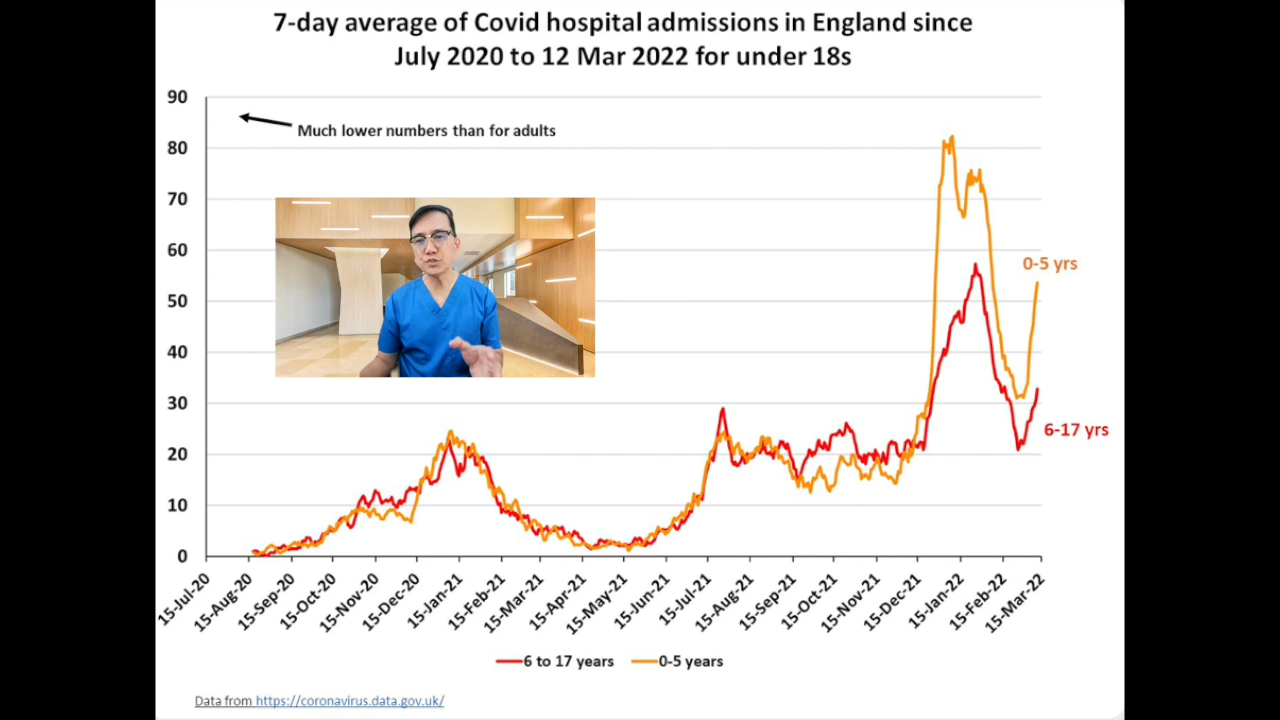 7-day average of Covid hospital admissions in England since
July 2020 to 12 Mar 2022 for under 18s
90
Much lower numbers than for adults
80
70
60
0-5 yrs
50
40
30
6-17 yrs
20
10
0
15-Jul-20
15-Aug-20
15-Sep-20
15-Oct-20
15-Nov-20
15-Dec-20
15-Jan-21
15-Feb-21
15-Mar-21
15-Apr-21
15-May-21
15-Jun-21
15-Jul-21
15-Aug-21
15-Sep-21
15-Oct-21
15-Nov-21
15-Dec-21
15-Jan-22
15-Feb-22
15-Mar-22
6 to 17 years
0-5 years
Data from https://coronavirus.data.gov.uk/